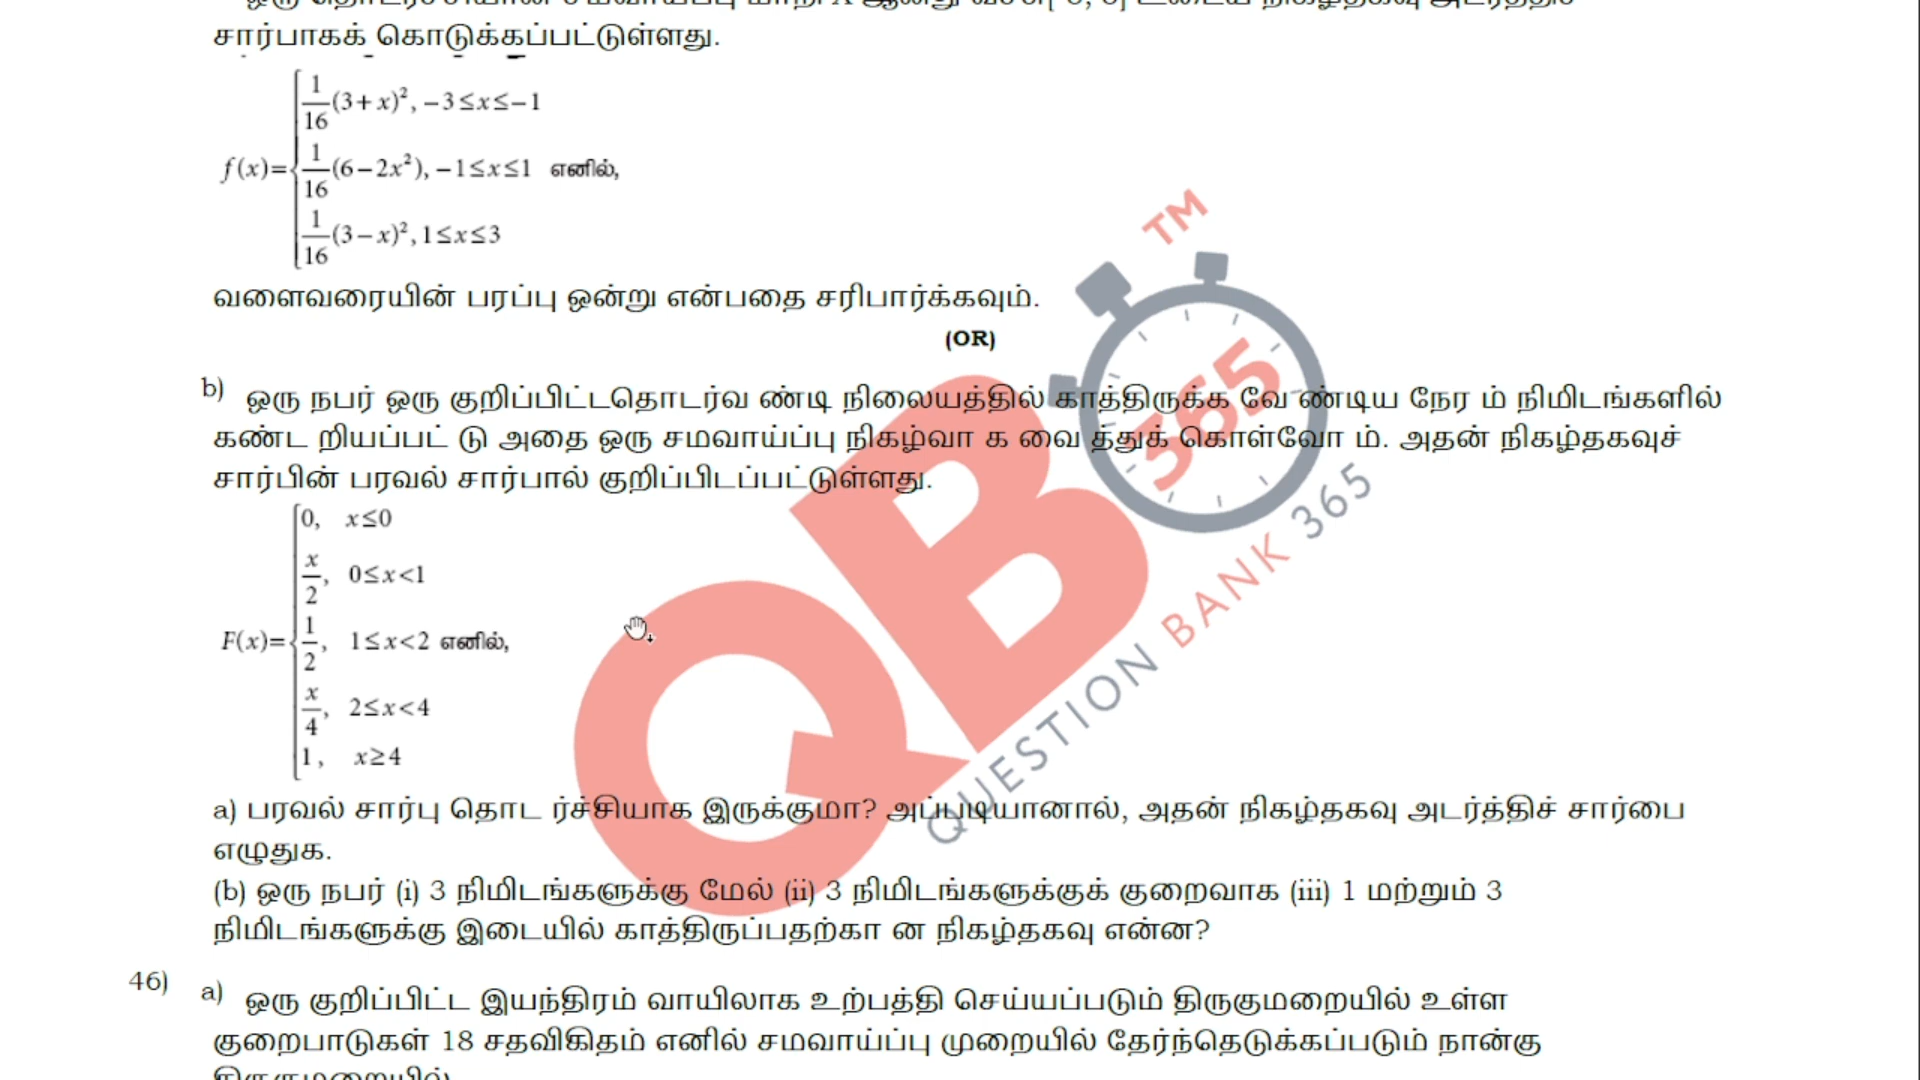 சார்பாகக் கொடுக்கப்பட்டுள்ளது.
f(x)= { 1/16 (3+x)², −3≤x≤−1
1/16 (6−2x²), −1≤x≤1 எனில்,
1/16 (3−x)², 1≤x≤3
வளைவரையின் பரப்பு ஒன்று என்பதை சரிபார்க்கவும்.
(OR)
b) ஒரு நபர் ஒரு குறிப்பிட்டதொடர்வ ண்டி நிலையத்தில் காத்திருக்க வே ண்டிய நேர ம் நிமிடங்களில்
கண்ட றியப்பட் டு அதை ஒரு சமவாய்ப்பு நிகழ்வா க வை த்துக் கொள்வோ ம். அதன் நிகழ்தகவுச்
சார்பின் பரவல் சார்பால் குறிப்பிடப்பட்டுள்ளது.
F(x)= { 0, x≤0
x/2, 0≤x<1
1/2, 1≤x<2 எனில்,
x/4, 2≤x<4
1, x≥4
a) பரவல் சார்பு தொட ர்ச்சியாக இருக்குமா? அப்படியானால், அதன் நிகழ்தகவு அடர்த்திச் சார்பை
எழுதுக.
(b) ஒரு நபர் (i) 3 நிமிடங்களுக்கு மேல் (ii) 3 நிமிடங்களுக்குக் குறைவாக (iii) 1 மற்றும் 3
நிமிடங்களுக்கு இடையில் காத்திருப்பதற்கா ன நிகழ்தகவு என்ன?
46) a) ஒரு குறிப்பிட்ட இயந்திரம் வாயிலாக உற்பத்தி செய்யப்படும் திருகுமறையில் உள்ள
குறைபாடுகள் 18 சதவிகிதம் எனில் சமவாய்ப்பு முறையில் தேர்ந்தெடுக்கப்படும் நான்கு
QB 365 TM
QUESTION BANK 365